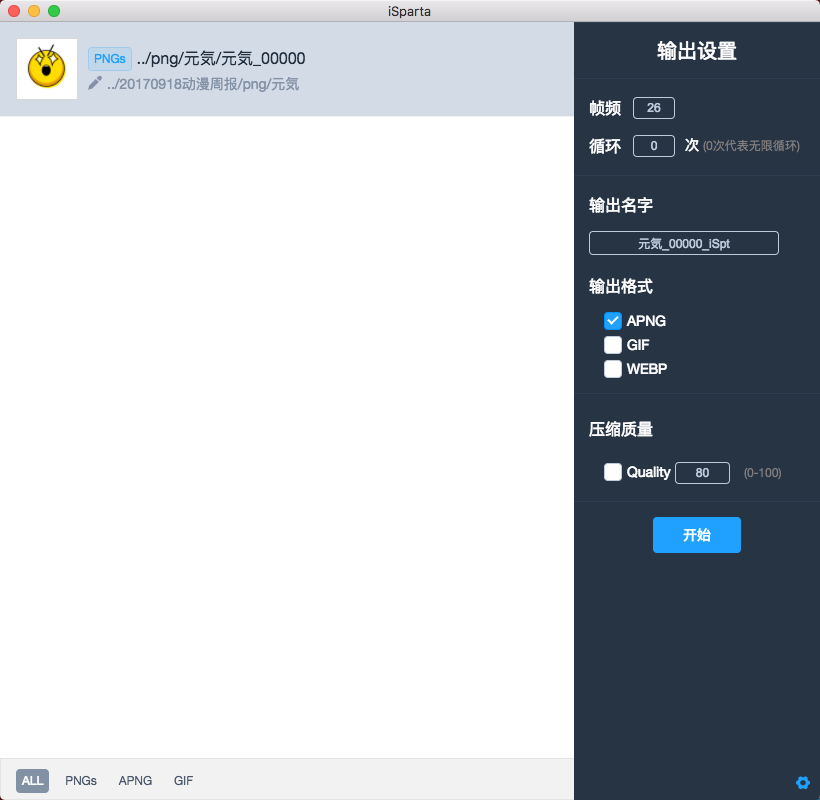 iSparta
PNGs ../png/元気/元気_00000
../20170918动漫周报/png/元気
输出设置
帧频 26
循环 0 次 (0次代表无限循环)
输出名字
元気_00000_iSpt
输出格式
APNG
GIF
WEBP
压缩质量
Quality 80 (0-100)
开始
ALL PNGs APNG GIF